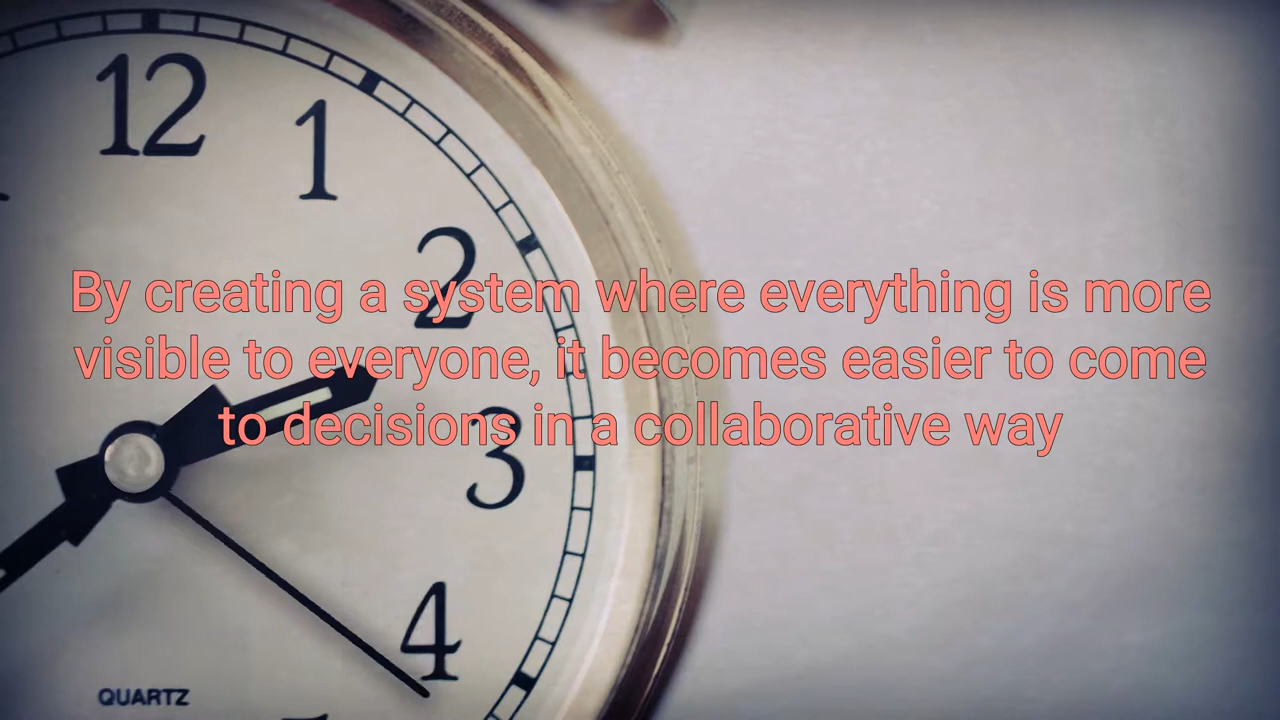 12
1
2
By creating a system where everything is more
visible to everyone, it becomes easier to come
to decisions in a collaborative way
3
4
QUARTZ